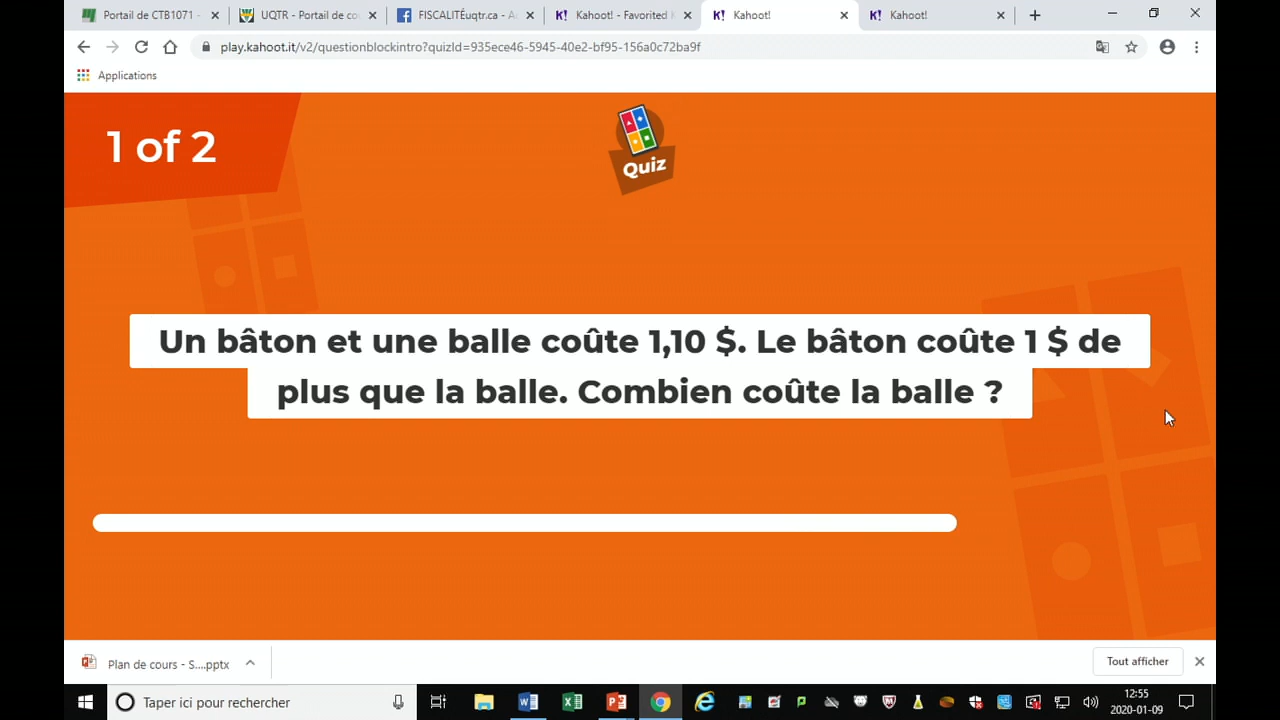 Portail de CTB1071 -
UQTR - Portail de co
FISCALITÉuqtr.ca - A
Kahoot! - Favorited K
Kahoot!
Kahoot!
play.kahoot.it/v2/questionblockintro?quizId=935ece46-5945-40e2-bf95-156a0c72ba9f
Applications
1 of 2
Quiz
Un bâton et une balle coûte 1,10 $. Le bâton coûte 1 $ de
plus que la balle. Combien coûte la balle ?
Plan de cours - S....pptx
Tout afficher
Taper ici pour rechercher
12:55
2020-01-09